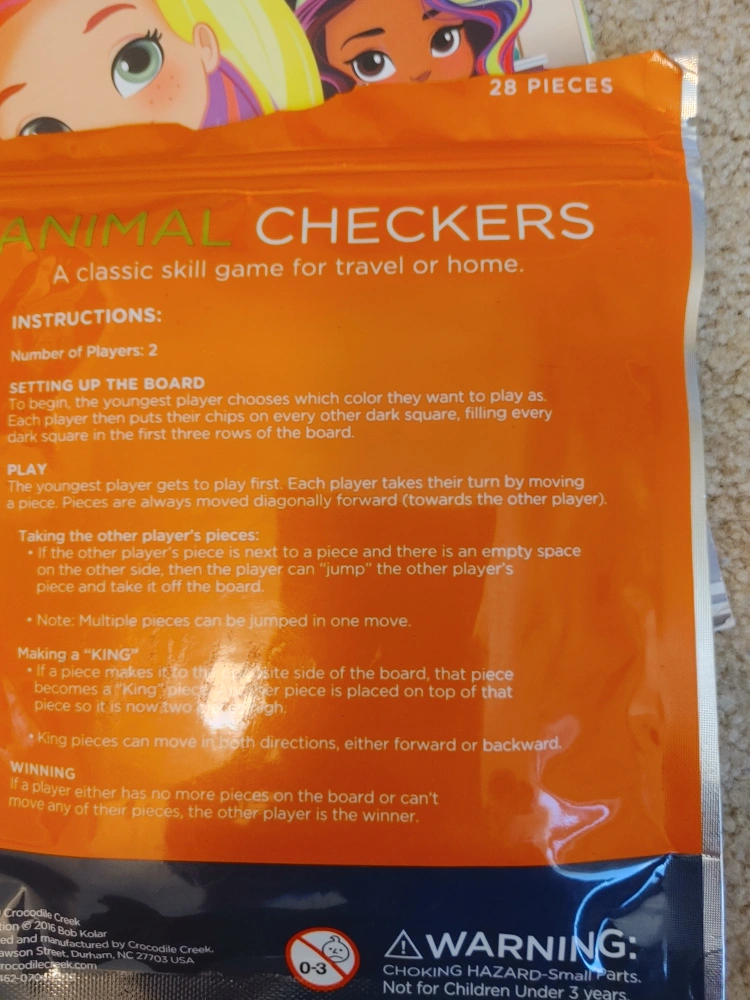 28 PIECES
ANIMAL CHECKERS
A classic skill game for travel or home.
INSTRUCTIONS:
Number of Players: 2
SETTING UP THE BOARD
To begin, the youngest player chooses which color they want to play as.
Each player then puts their chips on every other dark square, filling every
dark square in the first three rows of the board.
PLAY
The youngest player gets to play first. Each player takes their turn by moving
a piece. Pieces are always moved diagonally forward (towards the other player).
Taking the other player's pieces:
• If the other player's piece is next to a piece and there is an empty space
on the other side, then the player can "jump" the other player's
piece and take it off the board.
• Note: Multiple pieces can be jumped in one move.
Making a "KING"
• If a piece makes it to the side of the board, that piece
becomes a "King" piece. piece is placed on top of that
piece so it is now two high.
• King pieces can move in both directions, either forward or backward.
WINNING
If a player either has no more pieces on the board or can't
move any of their pieces, the other player is the winner.
Crocodile Creek
© 2016 Bob Kolar
and manufactured by Crocodile Creek,
Street, Durham, NC 27703 USA
0-3
WARNING:
CHOKING HAZARD-Small Parts.
Not for Children Under 3 years.